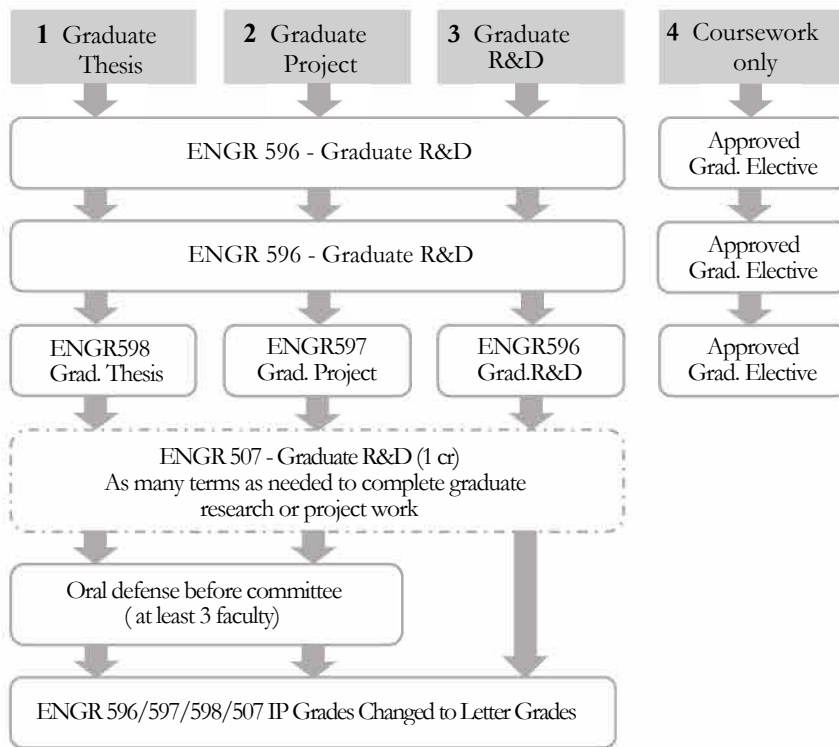 1 Graduate Thesis
2 Graduate Project
3 Graduate R&D
4 Coursework only
ENGR 596 - Graduate R&D
Approved
Grad. Elective
ENGR 596 - Graduate R&D
Approved
Grad. Elective
ENGR598
Grad. Thesis
ENGR597
Grad. Project
ENGR596
Grad.R&D
Approved
Grad. Elective
ENGR 507 - Graduate R&D (1 cr)
As many terms as needed to complete graduate
research or project work
Oral defense before committee
( at least 3 faculty)
ENGR 596/597/598/507 IP Grades Changed to Letter Grades